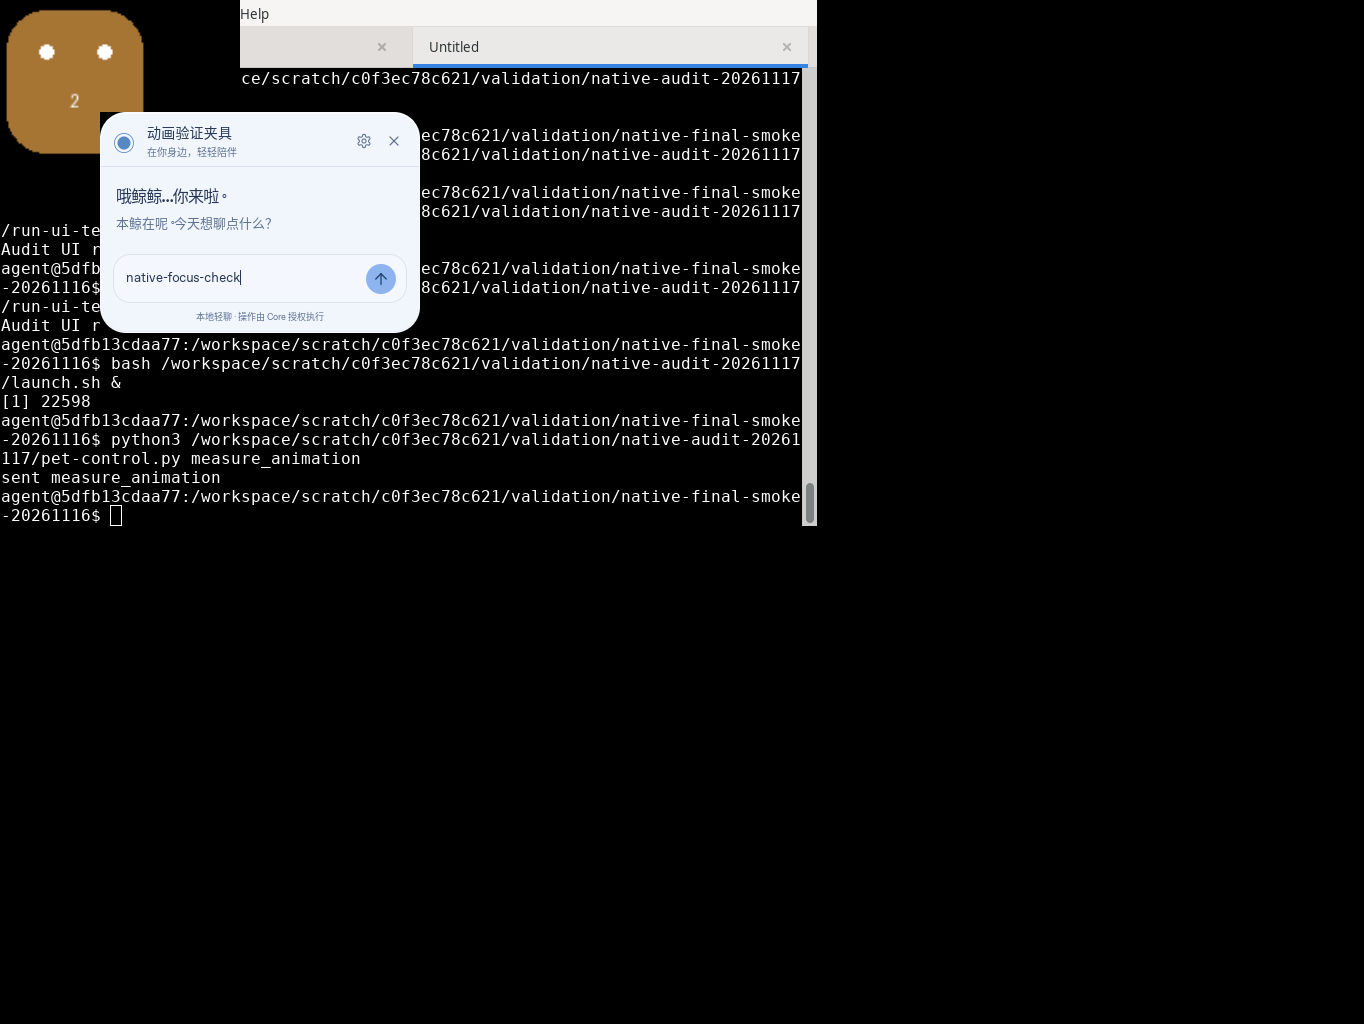 Help
Untitled
2
ce/scratch/c0f3ec78c621/validation/native-audit-20261117
动画验证夹具
在你身边，轻轻陪伴
哦鲸鲸...你来啦。
本鲸在呢。今天想聊点什么？
native-focus-check
本地轻聊 · 操作由 Core 授权执行
ec78c621/validation/native-final-smoke
8c621/validation/native-audit-20261117
ec78c621/validation/native-final-smoke
8c621/validation/native-audit-20261117
/run-ui-te
Audit UI r
agent@5dfb
ec78c621/validation/native-final-smoke
-20261116$
8c621/validation/native-audit-20261117
/run-ui-te
Audit UI r
agent@5dfb13cdaa77:/workspace/scratch/c0f3ec78c621/validation/native-final-smoke
-20261116$ bash /workspace/scratch/c0f3ec78c621/validation/native-audit-20261117
/launch.sh &
[1] 22598
agent@5dfb13cdaa77:/workspace/scratch/c0f3ec78c621/validation/native-final-smoke
-20261116$ python3 /workspace/scratch/c0f3ec78c621/validation/native-audit-20261
117/pet-control.py measure_animation
sent measure_animation
agent@5dfb13cdaa77:/workspace/scratch/c0f3ec78c621/validation/native-final-smoke
-20261116$